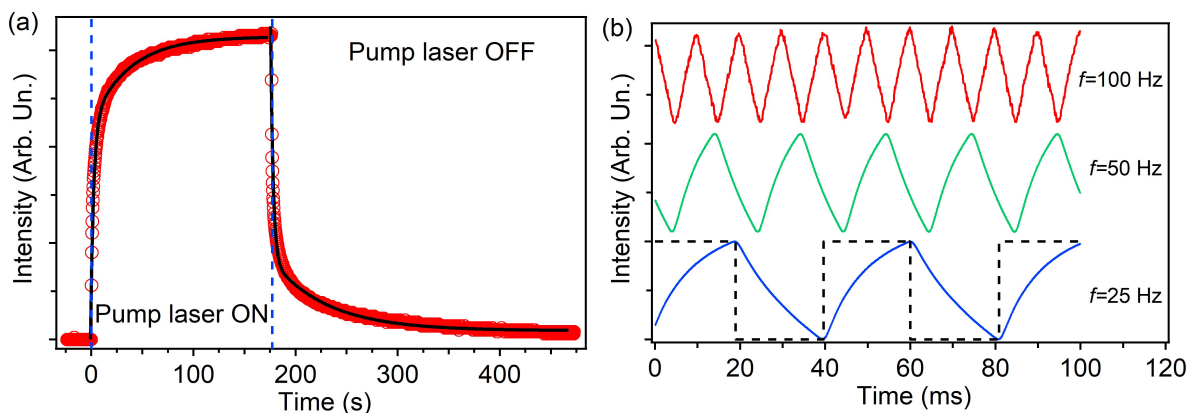 (a)
Pump laser OFF
Pump laser ON
Intensity (Arb. Un.)
0
100
200
300
400
Time (s)
(b)
f=100 Hz
f=50 Hz
f=25 Hz
Intensity (Arb. Un.)
0
20
40
60
80
100
120
Time (ms)